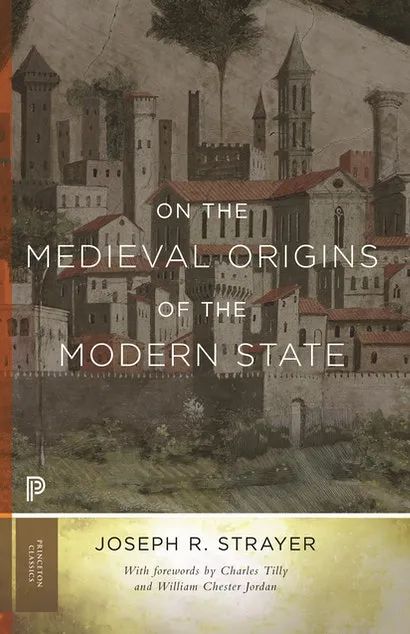 ON THE
MEDIEVAL ORIGINS
OF THE
MODERN STATE
P
PRINCETON
CLASSICS
JOSEPH R. STRAYER
With forewords by Charles Tilly
and William Chester Jordan